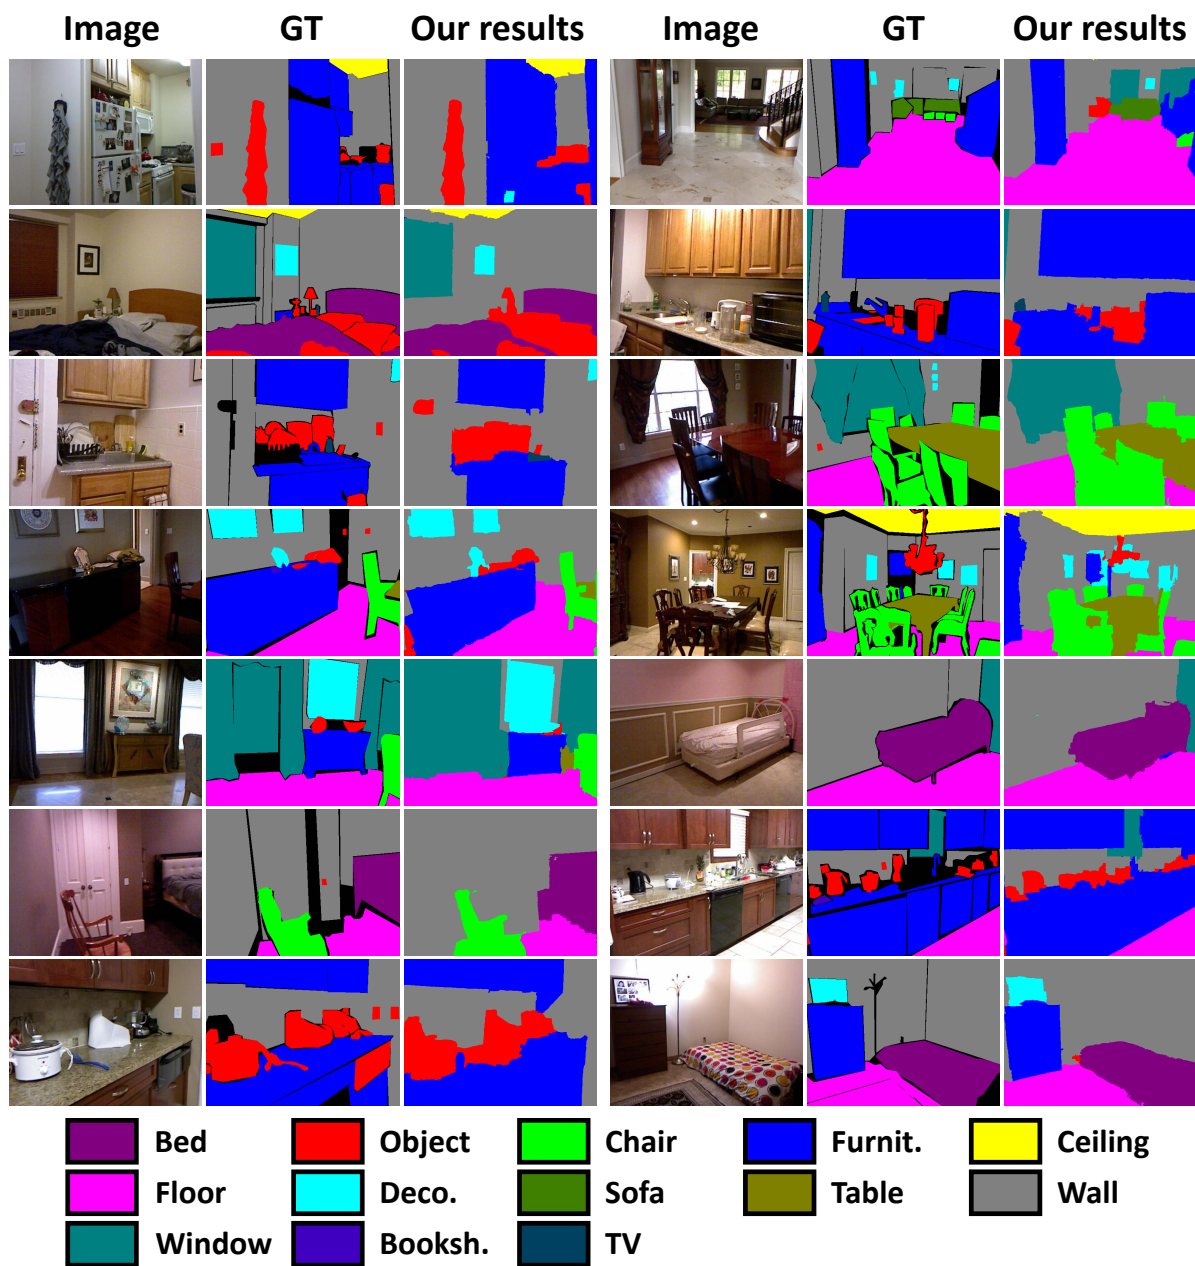 Image GT Our results Image GT Our results
Bed Object Chair Furnit. Ceiling
Floor Deco. Sofa Table Wall
Window Booksh. TV